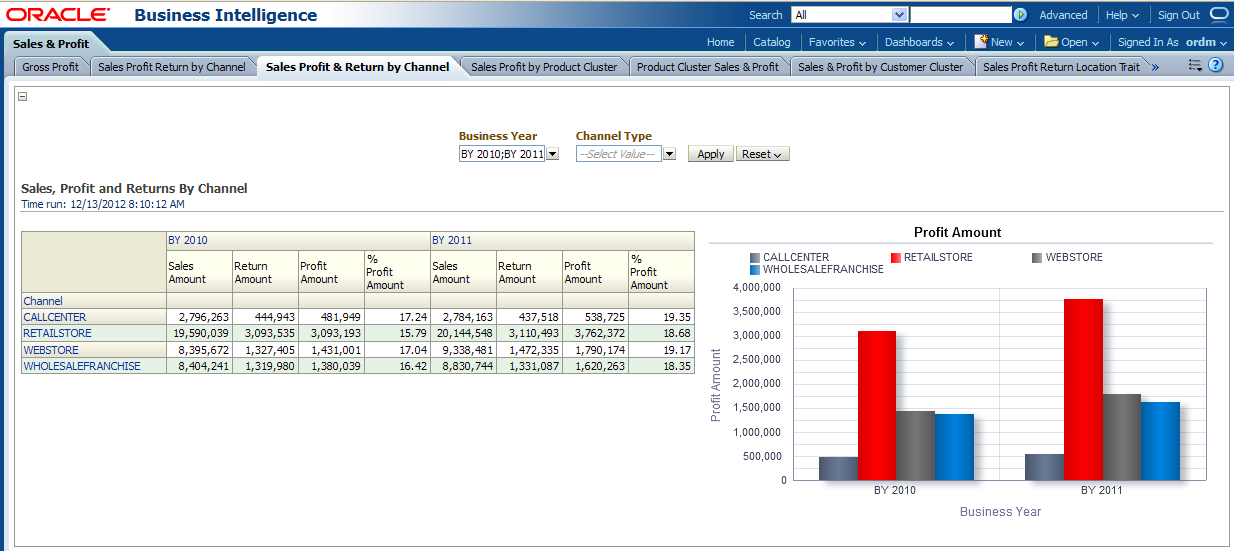 ORACLE Business Intelligence Search All Advanced Help Sign Out
Sales & Profit Home Catalog Favorites Dashboards New Open Signed In As ordm
Gross Profit Sales Profit Return by Channel Sales Profit & Return by Channel Sales Profit by Product Cluster Product Cluster Sales & Profit Sales & Profit by Customer Cluster Sales Profit Return Location Trait » ?
Business Year Channel Type
BY 2010;BY 2011 --Select Value-- Apply Reset
Sales, Profit and Returns By Channel
Time run: 12/13/2012 8:10:12 AM
BY 2010 BY 2011
Sales Amount Return Amount Profit Amount % Profit Amount Sales Amount Return Amount Profit Amount % Profit Amount
Channel
CALLCENTER 2,796,263 444,943 481,949 17.24 2,784,163 437,518 538,725 19.35
RETAILSTORE 19,590,039 3,093,535 3,093,193 15.79 20,144,548 3,110,493 3,762,372 18.68
WEBSTORE 8,395,672 1,327,405 1,431,001 17.04 9,338,481 1,472,335 1,790,174 19.17
WHOLESALEFRANCHISE 8,404,241 1,319,980 1,380,039 16.42 8,830,744 1,331,087 1,620,263 18.35
Profit Amount
CALLCENTER RETAILSTORE WEBSTORE
WHOLESALEFRANCHISE
4,000,000
3,500,000
3,000,000
2,500,000
2,000,000
1,500,000
1,000,000
500,000
0
Profit Amount
BY 2010 BY 2011
Business Year